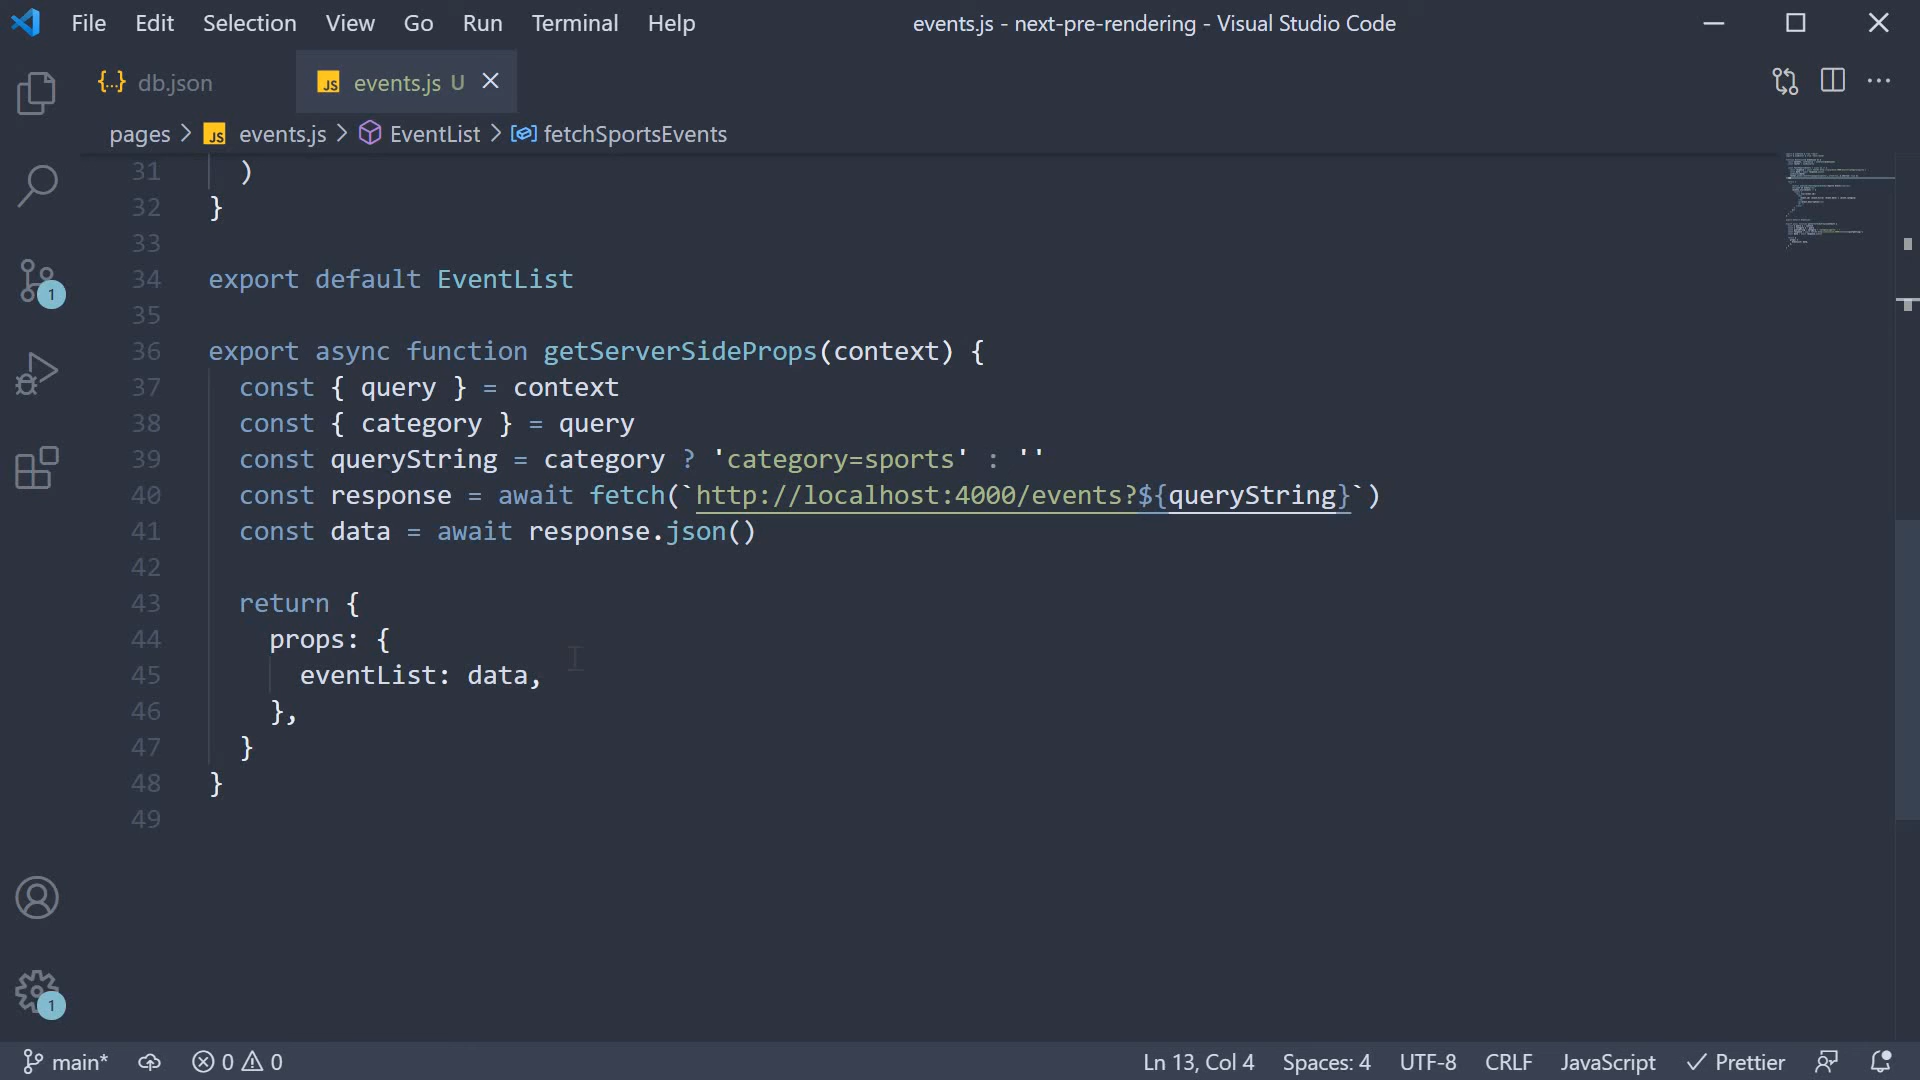 File Edit Selection View Go Run Terminal Help events.js - next-pre-rendering - Visual Studio Code
{..} db.json JS events.js U
pages > JS events.js > EventList > fetchSportsEvents
31 )
32 }
33
34 export default EventList
35
36 export async function getServerSideProps(context) {
37 const { query } = context
38 const { category } = query
39 const queryString = category ? 'category=sports' : ''
40 const response = await fetch(`http://localhost:4000/events?${queryString}`)
41 const data = await response.json()
42
43 return {
44 props: {
45 eventList: data,
46 },
47 }
48 }
49
1
1
main* 0 0 Ln 13, Col 4 Spaces: 4 UTF-8 CRLF JavaScript Prettier